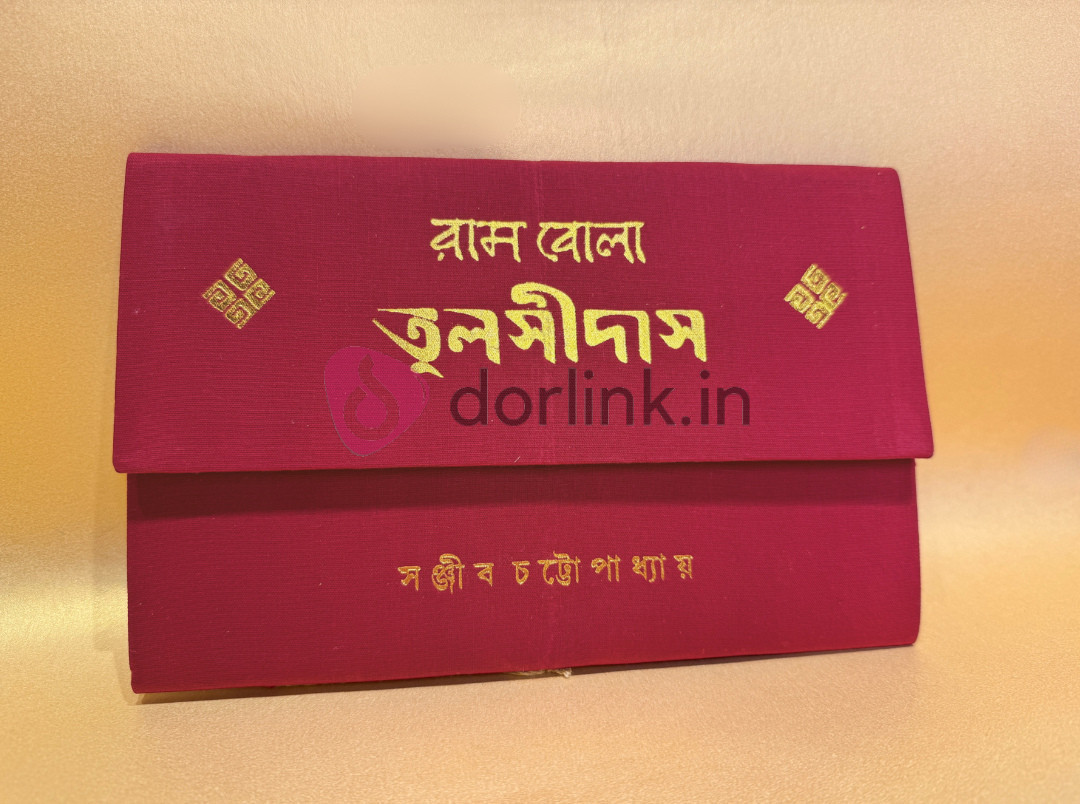 রাম বোলা
তুলসীদাস
dorlink.in
সঞ্জীব চট্টোপাধ্যায়